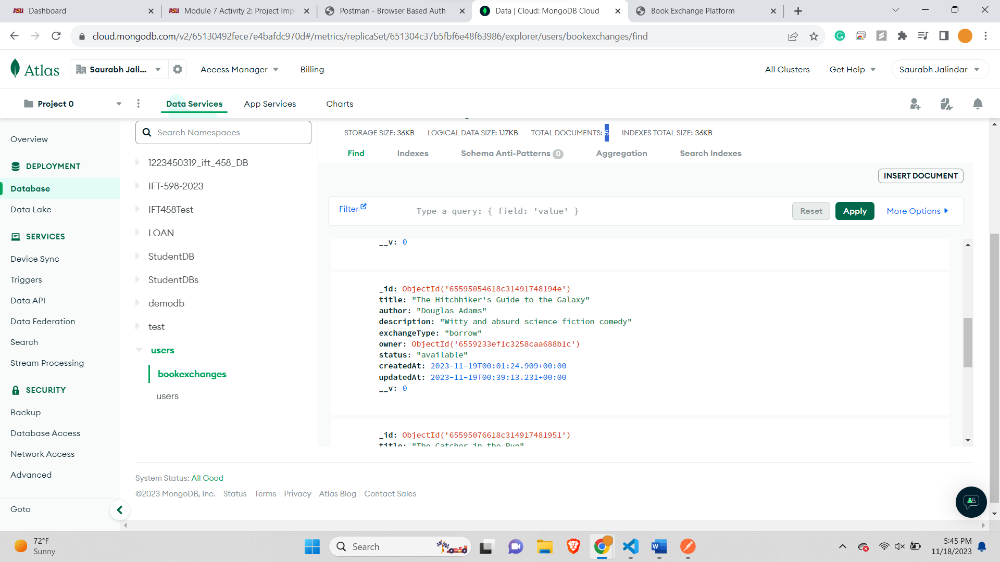 Dashboard
Module 7 Activity 2: Project Impl
Postman - Browser Based Auth
Data | Cloud: MongoDB Cloud
Book Exchange Platform
cloud.mongodb.com/v2/65130492fece7e4bafdc970d#/metrics/replicaSet/651304c37b5fbf6e48f63986/explorer/users/bookexchanges/find
Atlas
Saurabh Jali...
Access Manager
Billing
All Clusters
Get Help
Saurabh Jalindar
Project 0
Data Services
App Services
Charts
Overview
DEPLOYMENT
Database
Data Lake
SERVICES
Device Sync
Triggers
Data API
Data Federation
Search
Stream Processing
SECURITY
Backup
Database Access
Network Access
Advanced
Goto
Search Namespaces
1223450319_ift_458_DB
IFT-598-2023
IFT458Test
LOAN
StudentDB
StudentDBs
demodb
test
users
bookexchanges
users
STORAGE SIZE: 36KB LOGICAL DATA SIZE: 1.17KB TOTAL DOCUMENTS: 5 INDEXES TOTAL SIZE: 36KB
Find
Indexes
Schema Anti-Patterns 0
Aggregation
Search Indexes
INSERT DOCUMENT
Filter
Type a query: { field: 'value' }
Reset
Apply
More Options
__v: 0
_id: ObjectId('65595054618c31491748194e')
title: "The Hitchhiker's Guide to the Galaxy"
author: "Douglas Adams"
description: "Witty and absurd science fiction comedy"
exchangeType: "borrow"
owner: ObjectId('6559233ef1c3258caa688b1c')
status: "available"
createdAt: 2023-11-19T00:01:24.909+00:00
updatedAt: 2023-11-19T00:39:13.231+00:00
__v: 0
_id: ObjectId('65595076618c314917481951')
title: "The Catcher in the Rye"
System Status: All Good
©2023 MongoDB, Inc. Status Terms Privacy Atlas Blog Contact Sales
72°F
Sunny
Search
5:45 PM
11/18/2023